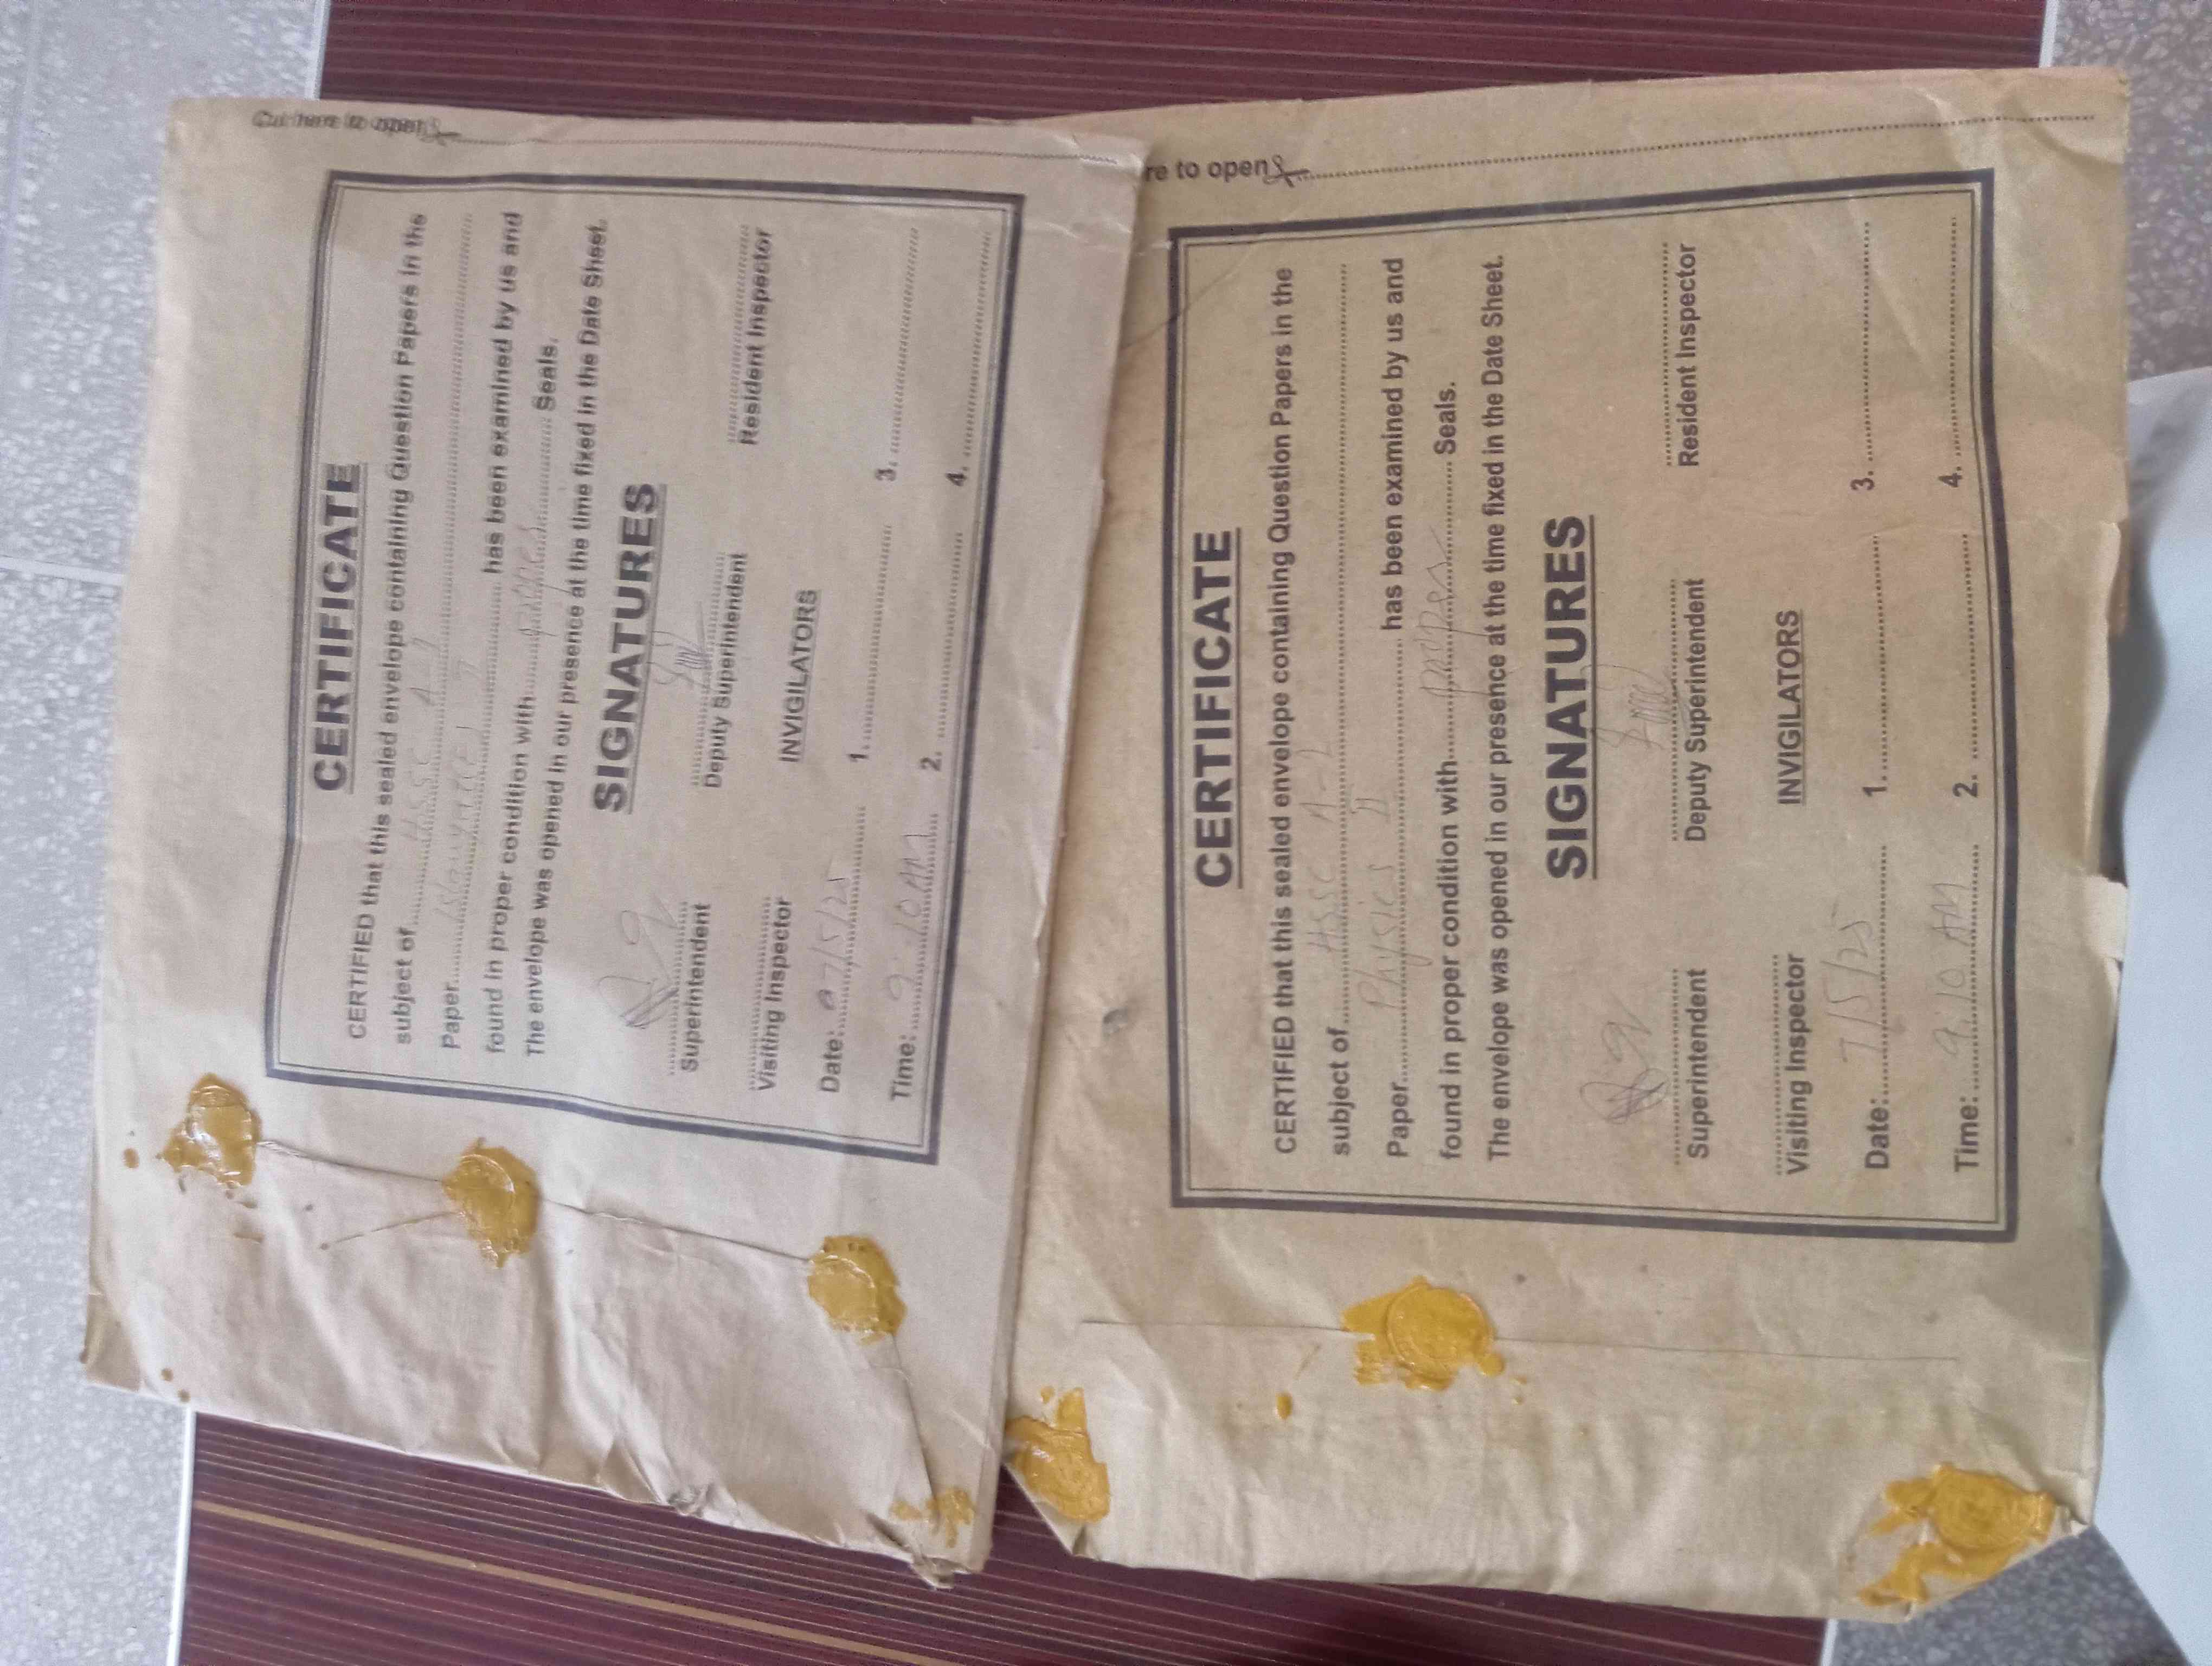 Cut here to open
CERTIFICATE
CERTIFIED that this sealed envelope containing Question Papers in the
subject of HSSC A-1
Paper Islamyat
has been examined by us and
found in proper condition with proper Seals.
The envelope was opened in our presence at the time fixed in the Date Sheet.
SIGNATURES
Superintendent Deputy Superintendent Resident Inspector
Visiting Inspector INVIGILATORS
Date: 07/5/25 1. 3.
Time: 9:10 AM 2. 4.
re to open
CERTIFICATE
CERTIFIED that this sealed envelope containing Question Papers in the
subject of HSSC A-2
Paper Physics II has been examined by us and
found in proper condition with proper Seals.
The envelope was opened in our presence at the time fixed in the Date Sheet.
SIGNATURES
Superintendent Deputy Superintendent Resident Inspector
Visiting Inspector INVIGILATORS
Date: 7/5/25 1. 3.
Time: 9:10 AM 2. 4.